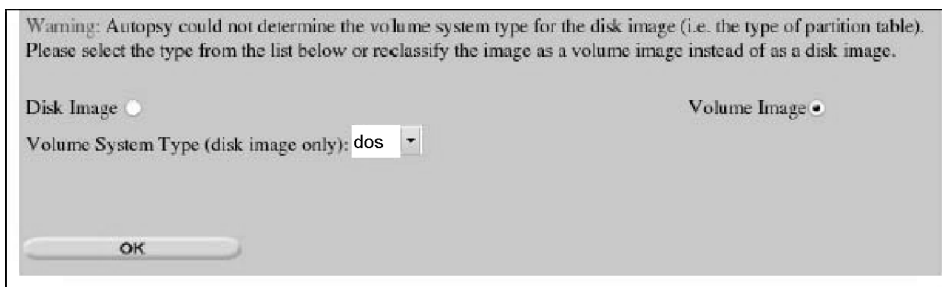 Warning: Autopsy could not determine the volume system type for the disk image (i.e. the type of partition table).
Please select the type from the list below or reclassify the image as a volume image instead of as a disk image.
Disk Image Volume Image
Volume System Type (disk image only): dos
OK